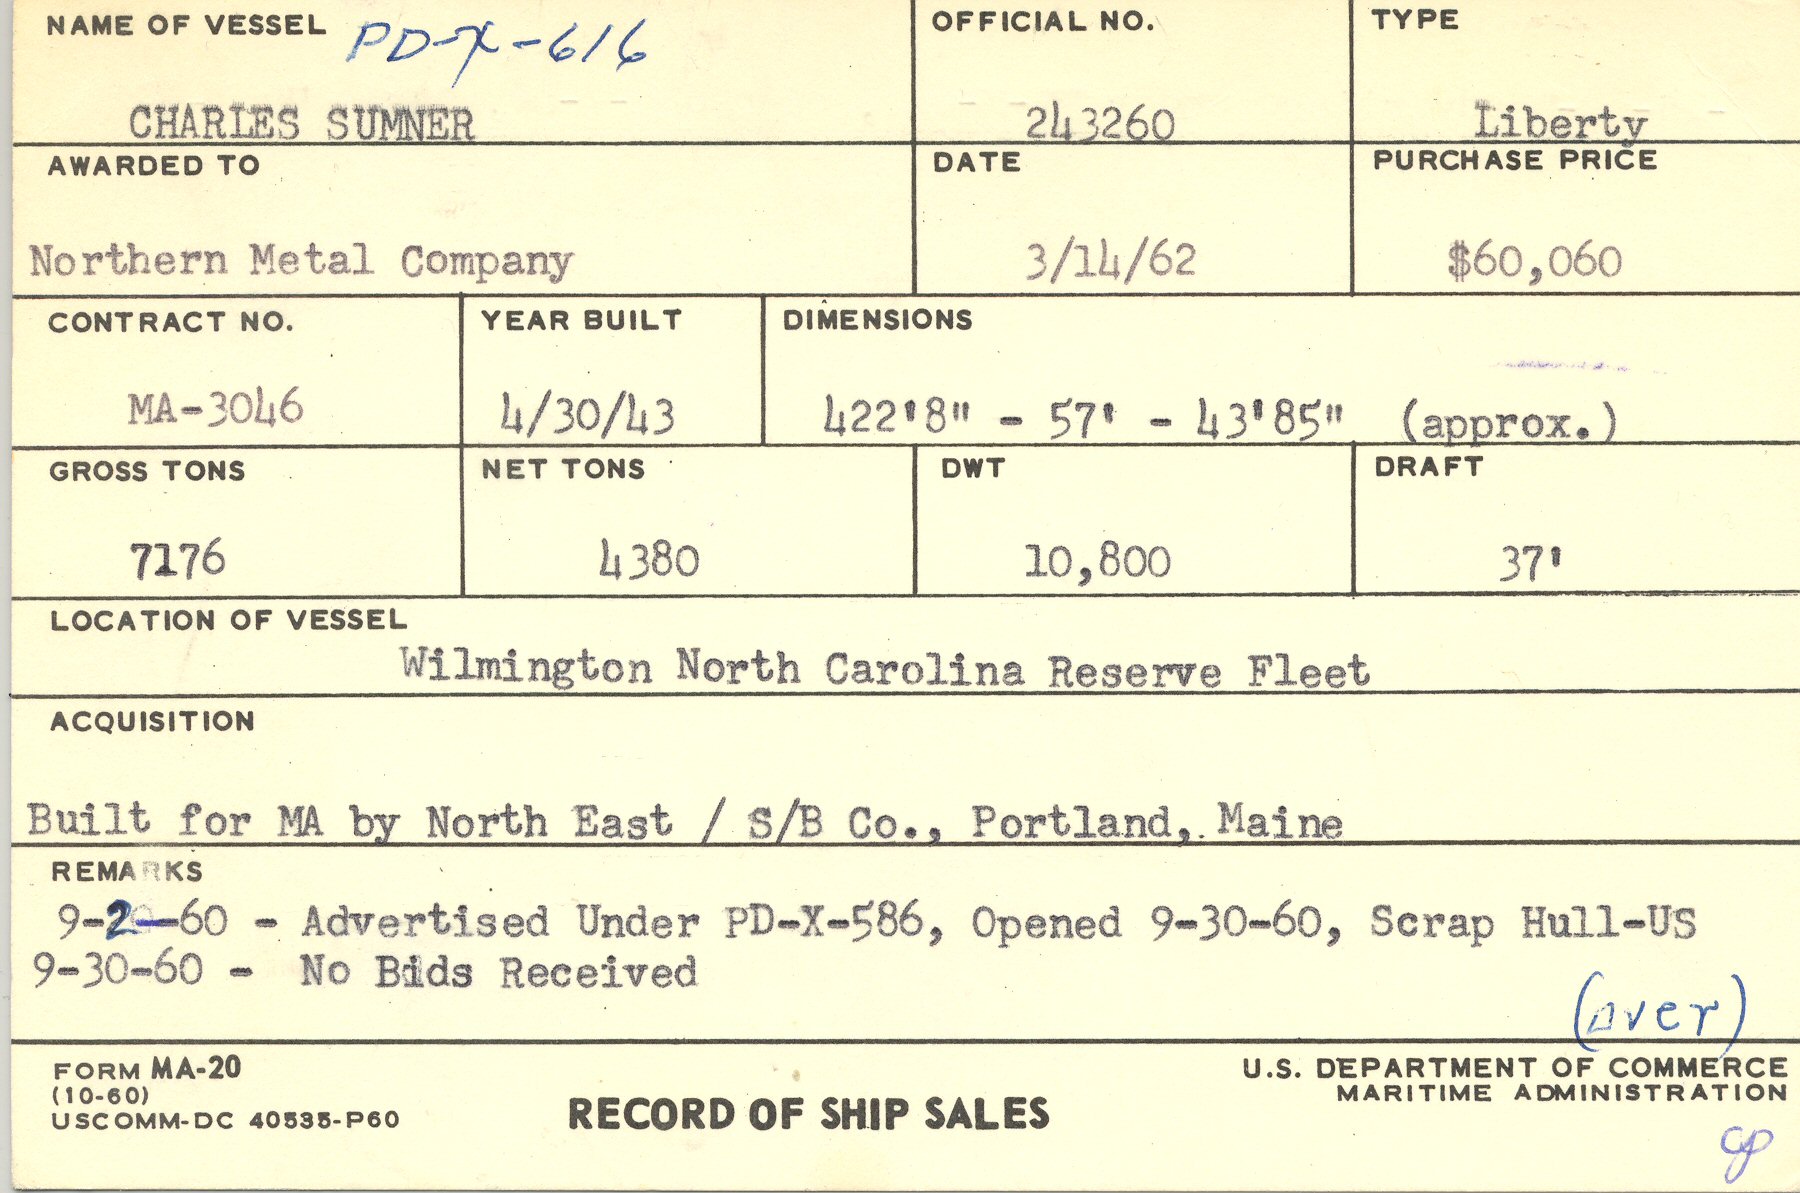 NAME OF VESSEL PD-X-616
CHARLES SUMNER
OFFICIAL NO.
243260
TYPE
Liberty
AWARDED TO
Northern Metal Company
DATE
3/14/62
PURCHASE PRICE
$60,060
CONTRACT NO.
MA-3046
YEAR BUILT
4/30/43
DIMENSIONS
422'8" - 57' - 43'85" (approx.)
GROSS TONS
7176
NET TONS
4380
DWT
10,800
DRAFT
37'
LOCATION OF VESSEL
Wilmington North Carolina Reserve Fleet
ACQUISITION
Built for MA by North East / S/B Co., Portland, Maine
REMARKS
9-2-60 - Advertised Under PD-X-586, Opened 9-30-60, Scrap Hull-US
9-30-60 - No Bids Received
(over)
FORM MA-20
(10-60)
USCOMM-DC 40535-P60
RECORD OF SHIP SALES
U.S. DEPARTMENT OF COMMERCE
MARITIME ADMINISTRATION